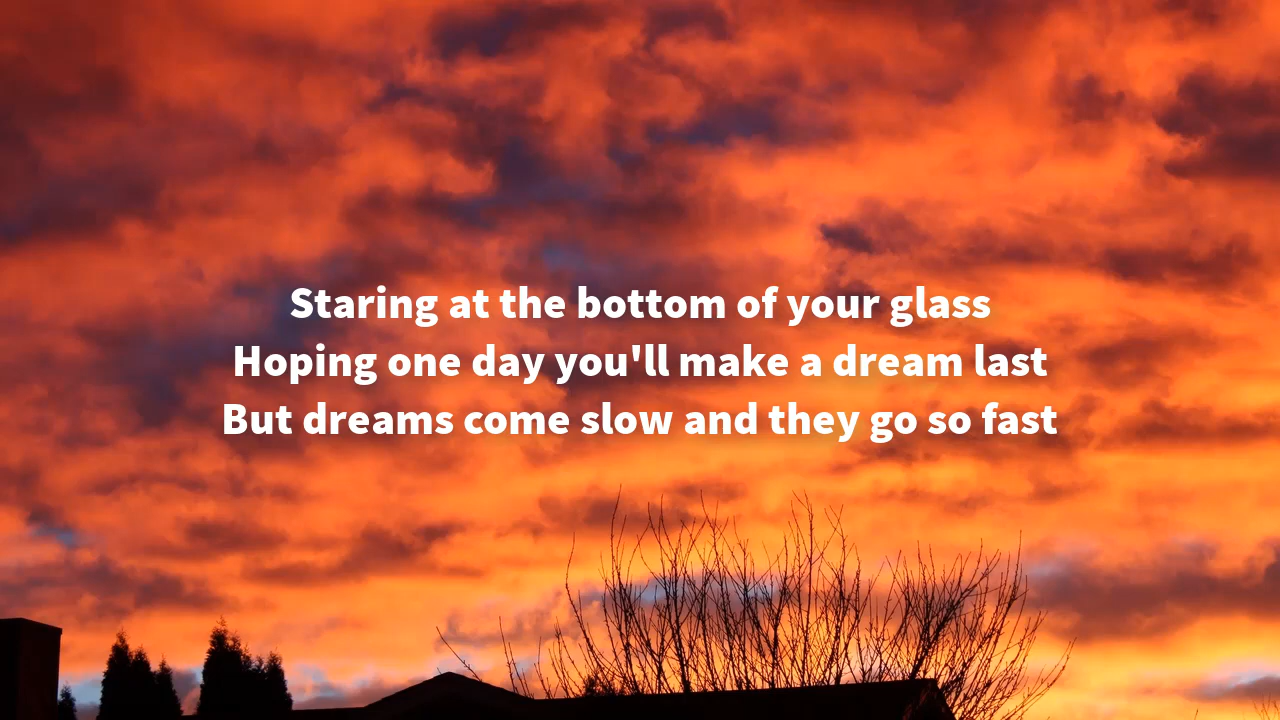 Staring at the bottom of your glass
Hoping one day you'll make a dream last
But dreams come slow and they go so fast